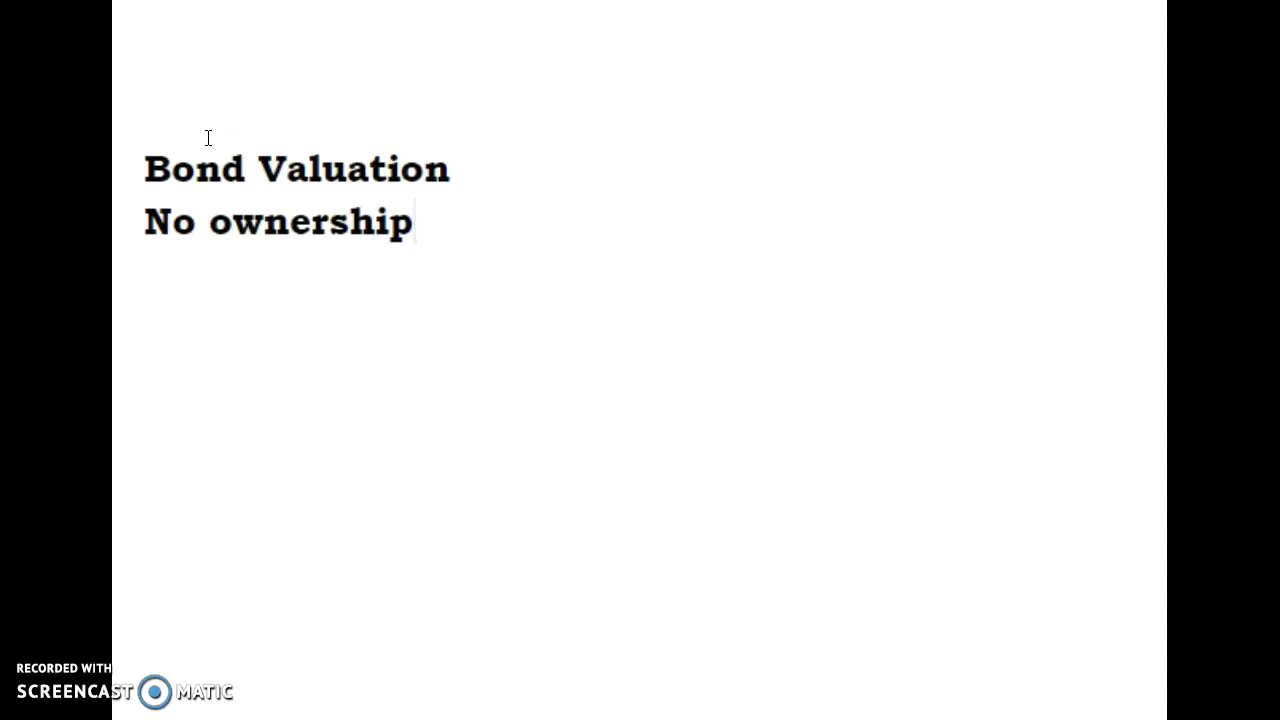 Bond Valuation
No ownership
RECORDED WITH
SCREENCAST MATIC